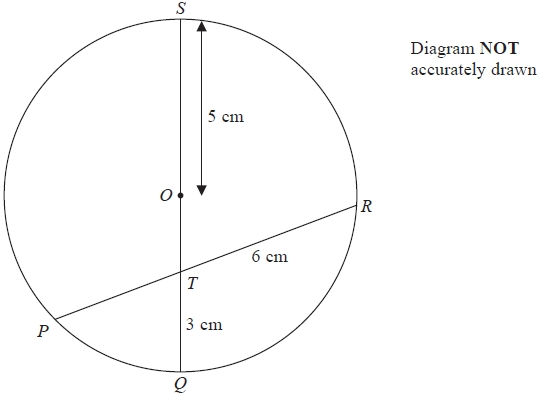 S
Diagram NOT
accurately drawn
5 cm
O
R
6 cm
T
3 cm
P
Q